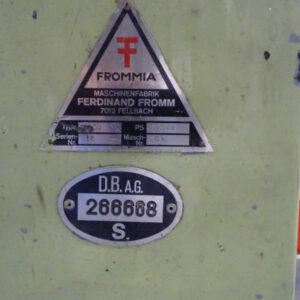 FROMMIA
MASCHINENFABRIK
FERDINAND FROMM
7012 FELLBACH
Type PS
Serien- Masch-
Nr. Nr.
D.B.A.G.
266668
S.